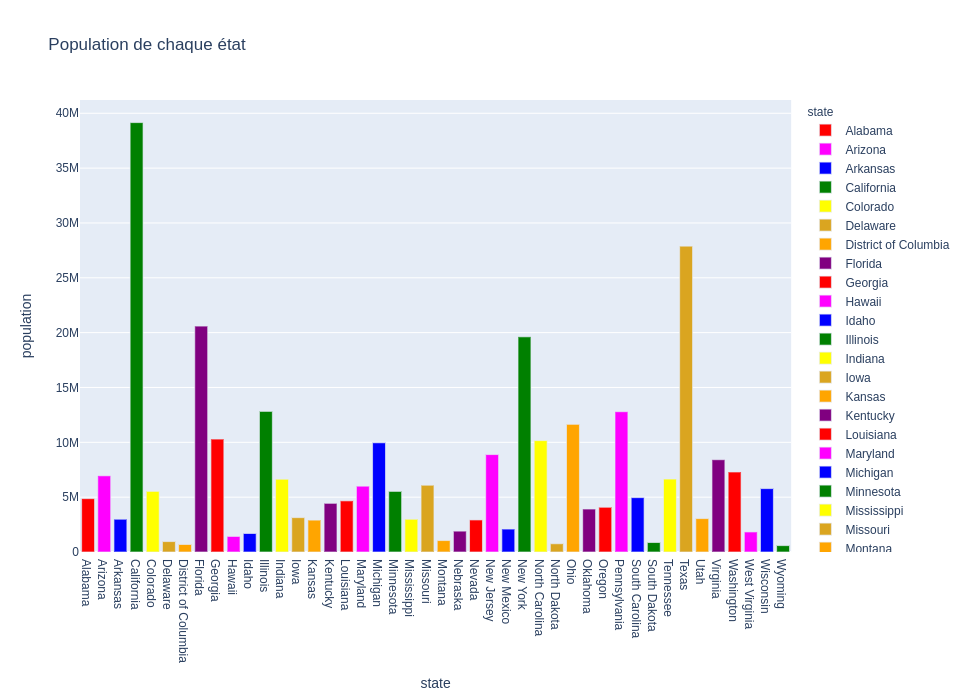 Population de chaque état
population
40M
35M
30M
25M
20M
15M
10M
5M
0
Alabama
Arizona
Arkansas
California
Colorado
Delaware
District of Columbia
Florida
Georgia
Hawaii
Idaho
Illinois
Indiana
Iowa
Kansas
Kentucky
Louisiana
Maryland
Michigan
Minnesota
Mississippi
Missouri
Montana
Nebraska
Nevada
New Jersey
New Mexico
New York
North Carolina
North Dakota
Ohio
Oklahoma
Oregon
Pennsylvania
South Carolina
South Dakota
Tennessee
Texas
Utah
Virginia
Washington
West Virginia
Wisconsin
Wyoming
state
state
Alabama
Arizona
Arkansas
California
Colorado
Delaware
District of Columbia
Florida
Georgia
Hawaii
Idaho
Illinois
Indiana
Iowa
Kansas
Kentucky
Louisiana
Maryland
Michigan
Minnesota
Mississippi
Missouri
Montana